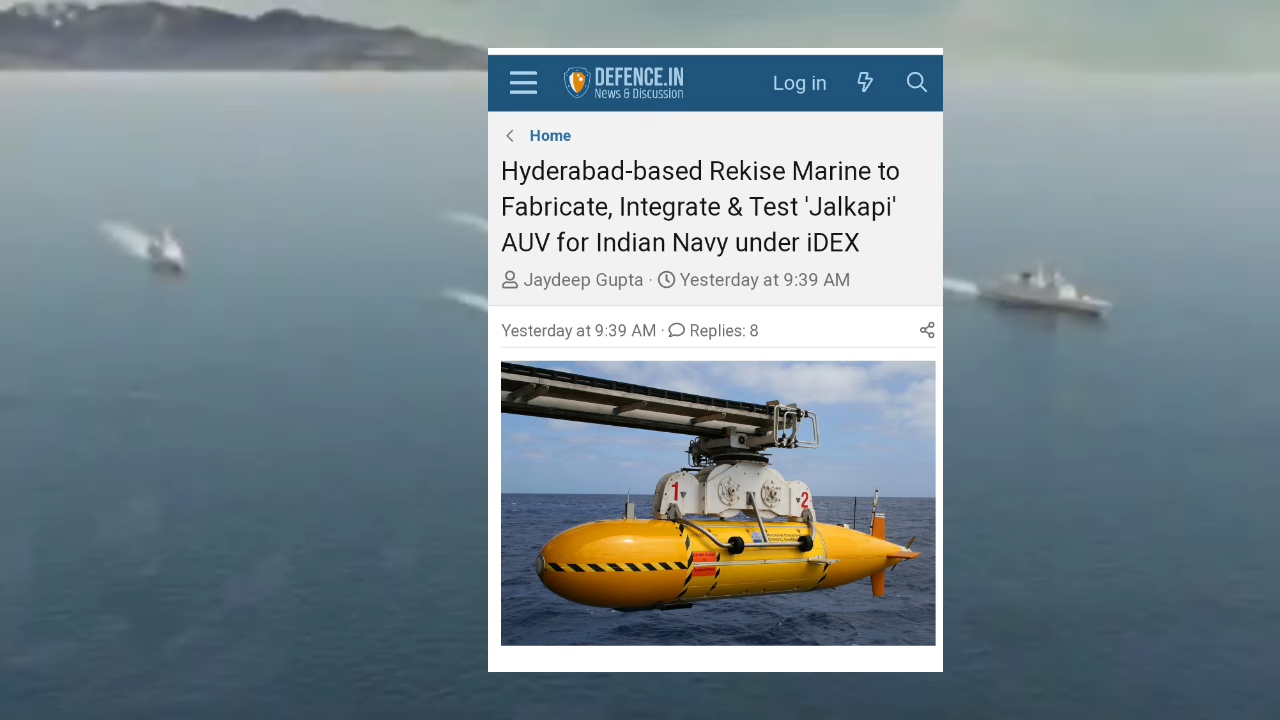 DEFENCE.IN
News & Discussion
Log in
Home
Hyderabad-based Rekise Marine to
Fabricate, Integrate & Test 'Jalkapi'
AUV for Indian Navy under iDEX
Jaydeep Gupta · Yesterday at 9:39 AM
Yesterday at 9:39 AM · Replies: 8
1
2